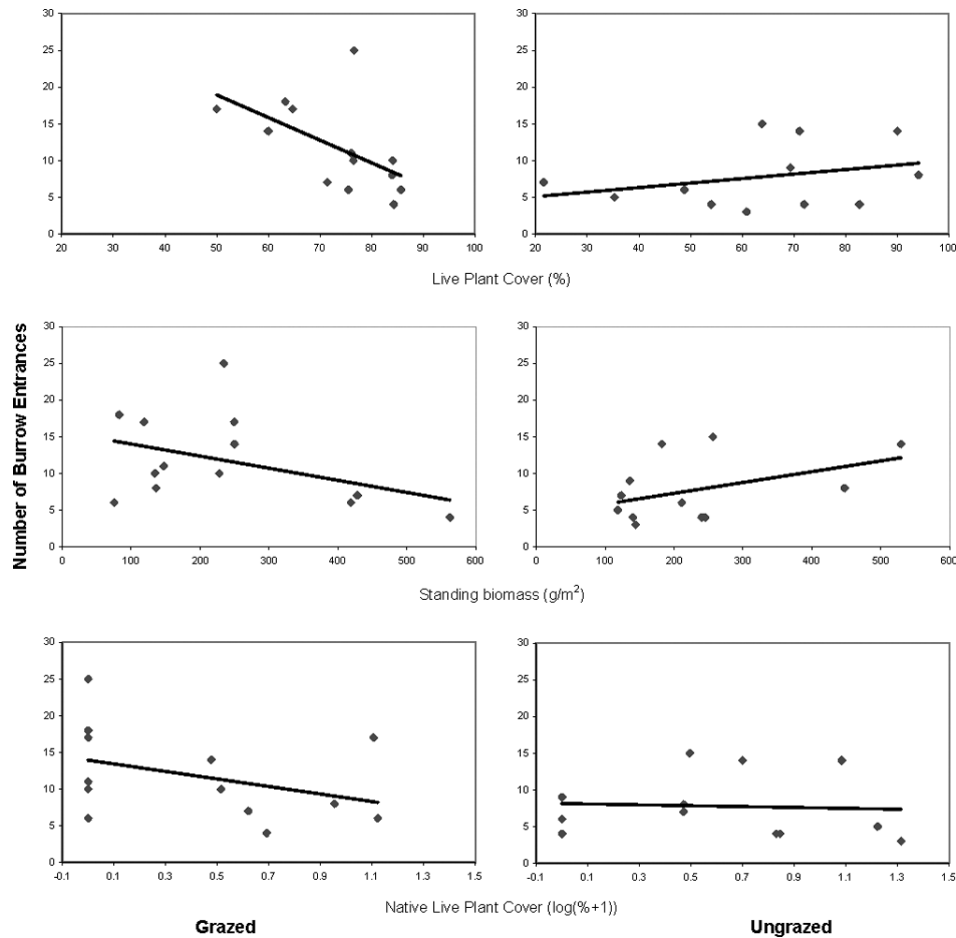 30 30
25 25
20 20
15 15
10 10
5 5
0 0
20 30 40 50 60 70 80 90 100 20 30 40 50 60 70 80 90 100
Live Plant Cover (%)
Number of Burrow Entrances
30 30
25 25
20 20
15 15
10 10
5 5
0 0
0 100 200 300 400 500 600 0 100 200 300 400 500 600
Standing biomass (g/m²)
30 30
25 25
20 20
15 15
10 10
5 5
0 0
-0.1 0.1 0.3 0.5 0.7 0.9 1.1 1.3 1.5 -0.1 0.1 0.3 0.5 0.7 0.9 1.1 1.3 1.5
Native Live Plant Cover (log(%+1))
Grazed Ungrazed